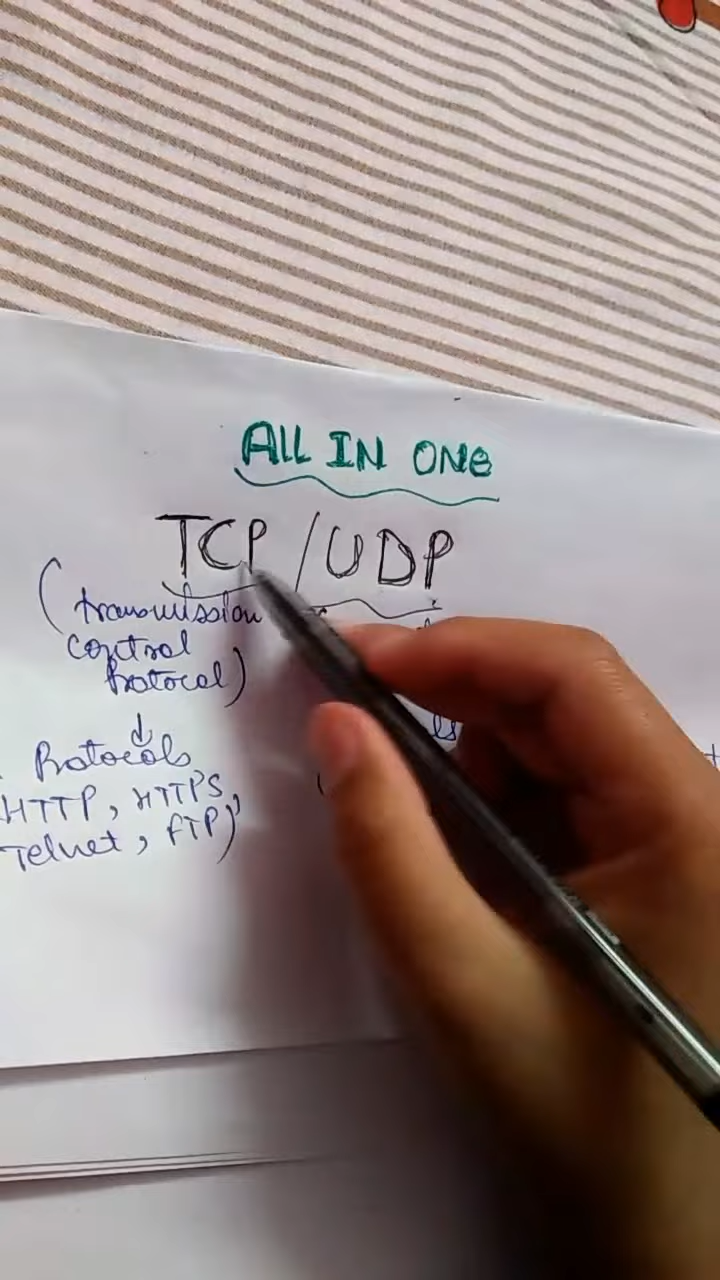 ALL IN ONE
TCP/UDP
(transmission
control
Protocol)
Protocols
HTTP, HTTPS,
Telnet, FTP)